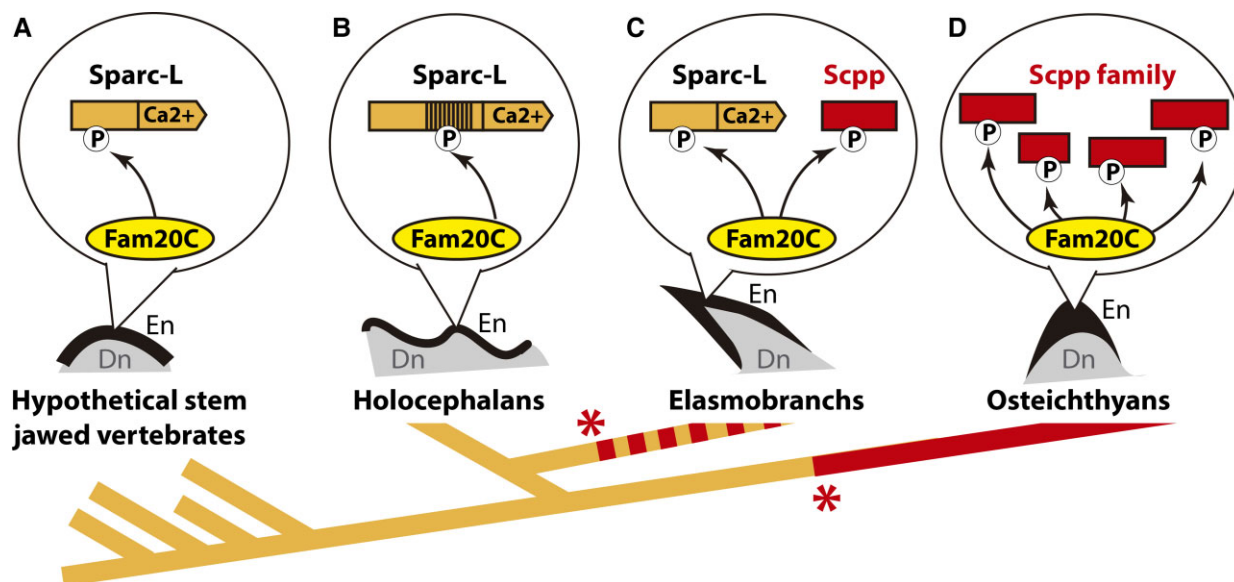 A
Sparc-L
Ca2+
P
Fam20C
En
Dn
Hypothetical stem
jawed vertebrates
B
Sparc-L
Ca2+
P
Fam20C
En
Dn
Holocephalans
*
C
Sparc-L
Scpp
Ca2+
P
P
Fam20C
En
Dn
Elasmobranchs
D
Scpp family
P
P
P
P
Fam20C
En
Dn
Osteichthyans
*